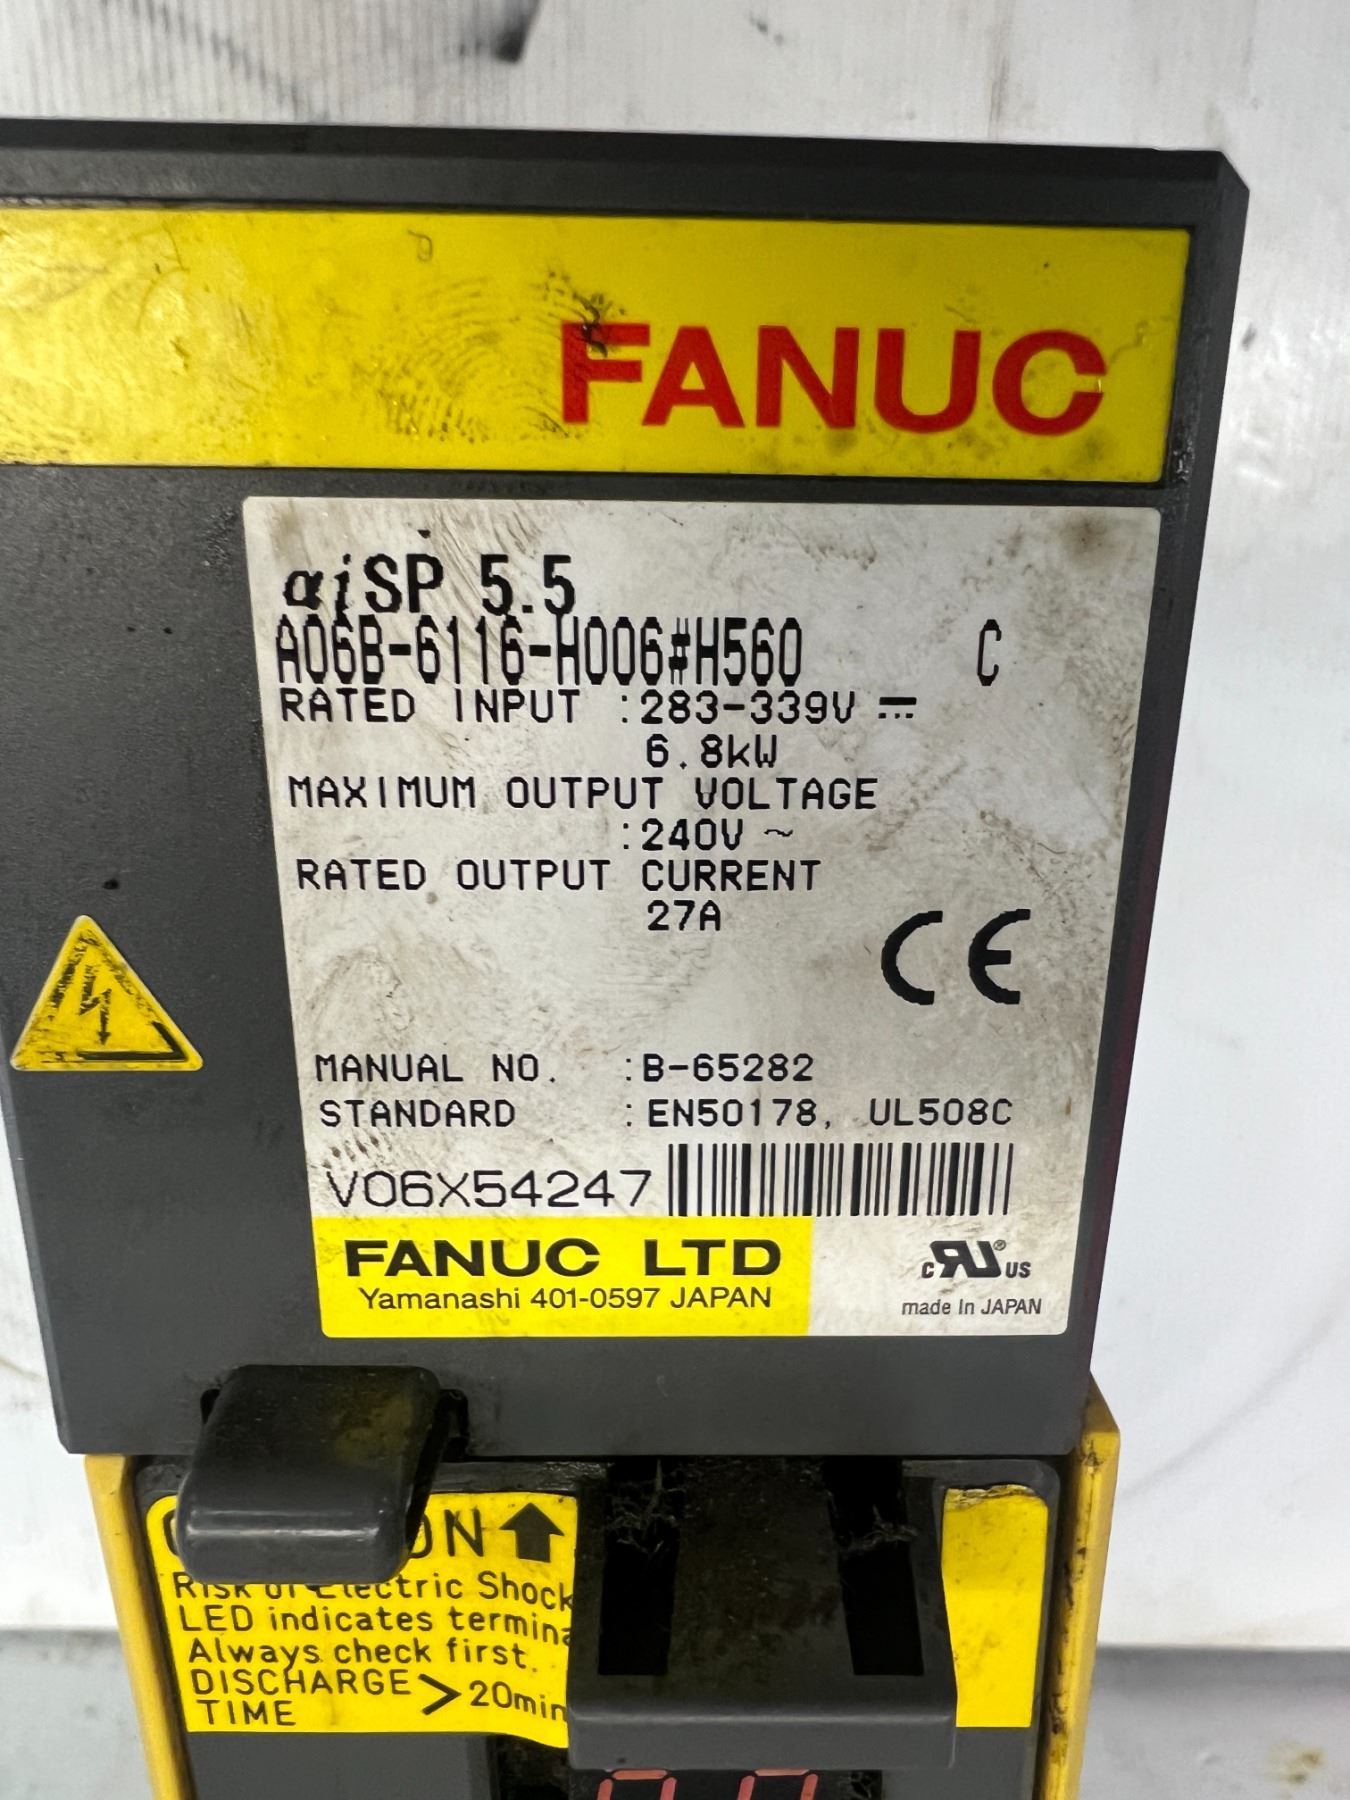 FANUC
αiSP 5.5
A06B-6116-H006#H560 C
RATED INPUT :283-339V ⎓
6.8kW
MAXIMUM OUTPUT VOLTAGE
:240V ~
RATED OUTPUT CURRENT
27A
CE
MANUAL NO. :B-65282
STANDARD :EN50178, UL508C
V06X54247
FANUC LTD
Yamanashi 401-0597 JAPAN
c RU ® US
made In JAPAN
Risk of Electric Shock
LED indicates
Always check first.
DISCHARGE > 20min
TIME